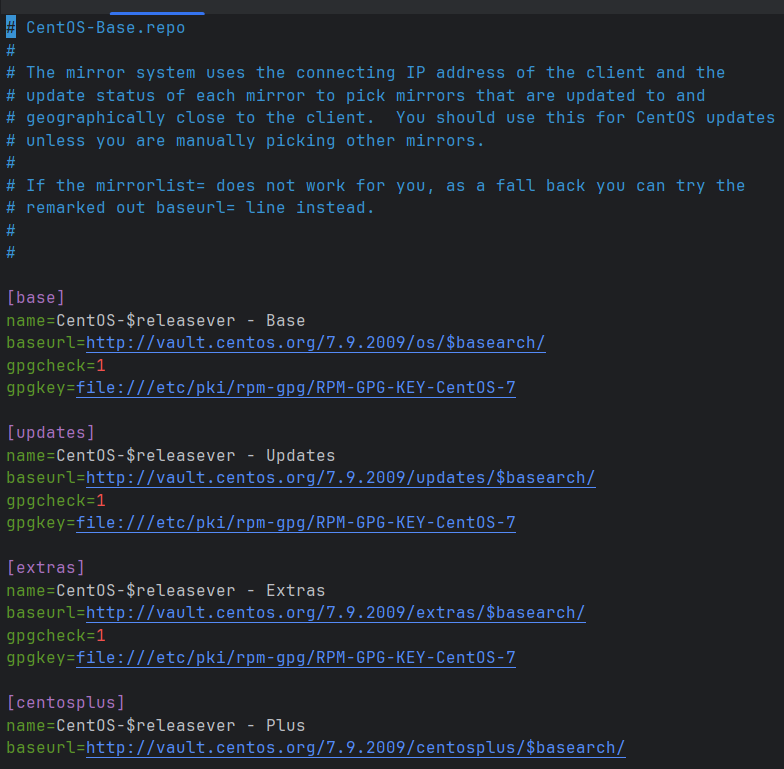 # CentOS-Base.repo
#
# The mirror system uses the connecting IP address of the client and the
# update status of each mirror to pick mirrors that are updated to and
# geographically close to the client.  You should use this for CentOS updates
# unless you are manually picking other mirrors.
#
# If the mirrorlist= does not work for you, as a fall back you can try the
# remarked out baseurl= line instead.
#
#

[base]
name=CentOS-$releasever - Base
baseurl=http://vault.centos.org/7.9.2009/os/$basearch/
gpgcheck=1
gpgkey=file:///etc/pki/rpm-gpg/RPM-GPG-KEY-CentOS-7

[updates]
name=CentOS-$releasever - Updates
baseurl=http://vault.centos.org/7.9.2009/updates/$basearch/
gpgcheck=1
gpgkey=file:///etc/pki/rpm-gpg/RPM-GPG-KEY-CentOS-7

[extras]
name=CentOS-$releasever - Extras
baseurl=http://vault.centos.org/7.9.2009/extras/$basearch/
gpgcheck=1
gpgkey=file:///etc/pki/rpm-gpg/RPM-GPG-KEY-CentOS-7

[centosplus]
name=CentOS-$releasever - Plus
baseurl=http://vault.centos.org/7.9.2009/centosplus/$basearch/